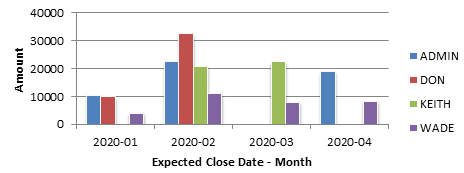 40000
30000
20000
10000
0
Amount
2020-01 2020-02 2020-03 2020-04
Expected Close Date - Month
ADMIN
DON
KEITH
WADE